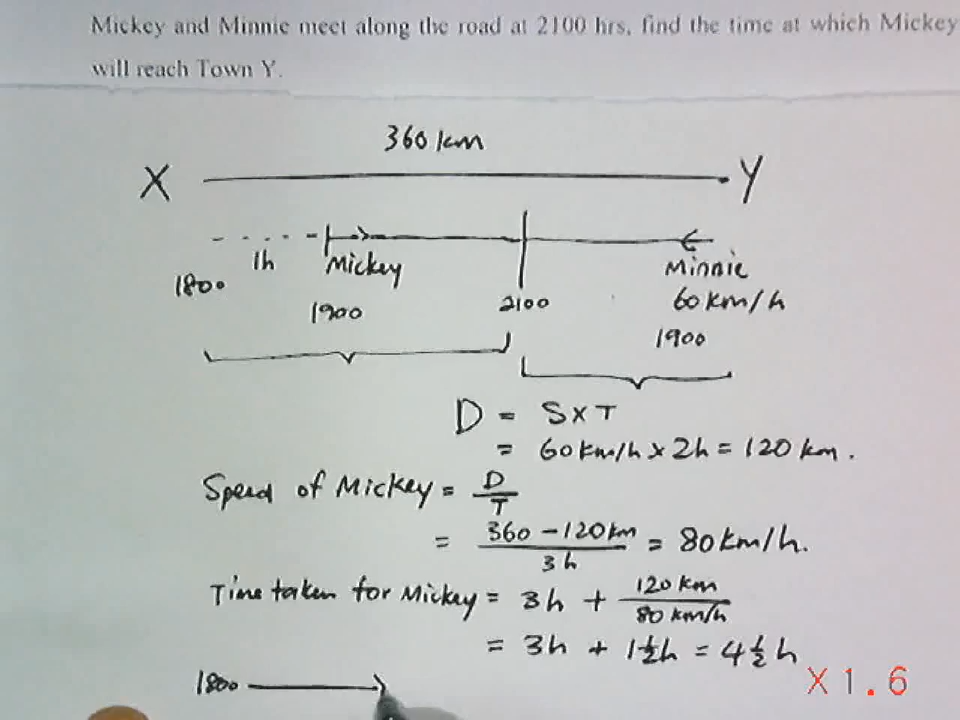 Mickey and Minnie meet along the road at 2100 hrs, find the time at which Mickey
will reach Town Y.
360 km
X Y
1h Mickey Minnie
1800 1900 2100 60 km/h
1900
D = S x T
= 60 km/h x 2h = 120 km.
Speed of Mickey = D/T
= 360 - 120 km / 3h = 80 km/h.
Time taken for Mickey = 3h + 120 km / 80 km/h
= 3h + 1½h = 4½ h
1800
X1.6